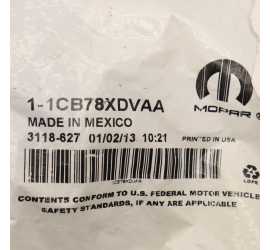 1-1CB78XDVAA
MADE IN MEXICO
MOPAR ®
3118-627 01/02/13 10:21 PRINTED IN USA
LDPE
CONTENTS CONFORM TO U.S. FEDERAL MOTOR VEHICLE
SAFETY STANDARDS, IF ANY ARE APPLICABLE